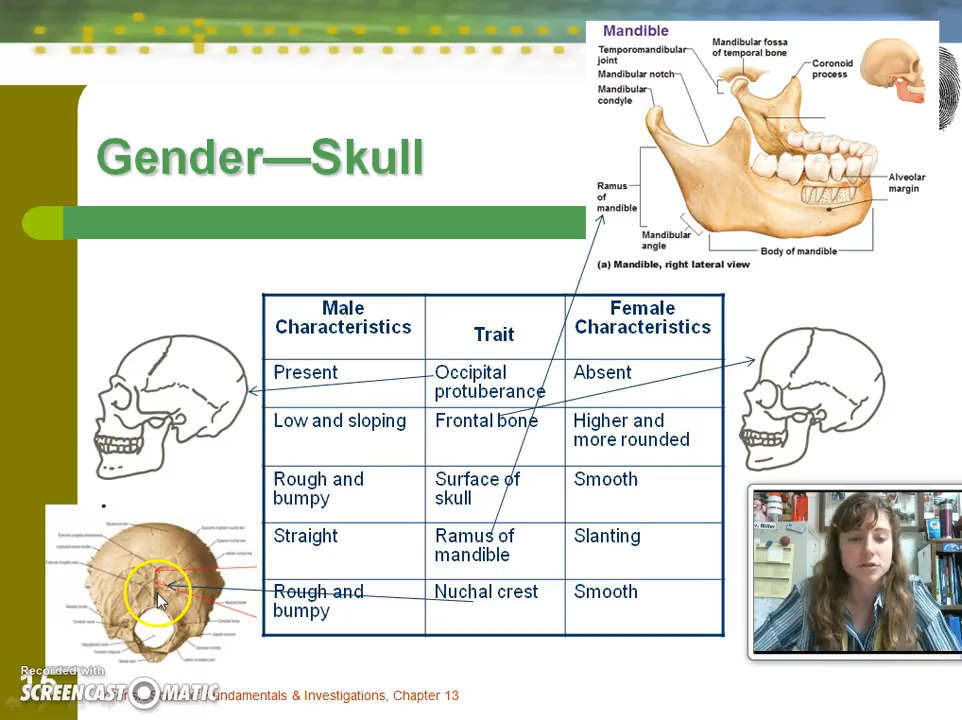 Mandible
Temporomandibular
joint
Mandibular fossa
of temporal bone
Coronoid
process
Mandibular notch
Mandibular
condyle
Ramus
of
mandible
Alveolar
margin
Mandibular
angle
Body of mandible
(a) Mandible, right lateral view
Gender—Skull
Male
Characteristics
Trait
Female
Characteristics
Present
Occipital
protuberance
Absent
Low and sloping
Frontal bone
Higher and
more rounded
Rough and
bumpy
Surface of
skull
Smooth
Straight
Ramus of
mandible
Slanting
Rough and
bumpy
Nuchal crest
Smooth
Recorded with
SCREENCAST-O-MATIC
Fundamentals & Investigations, Chapter 13